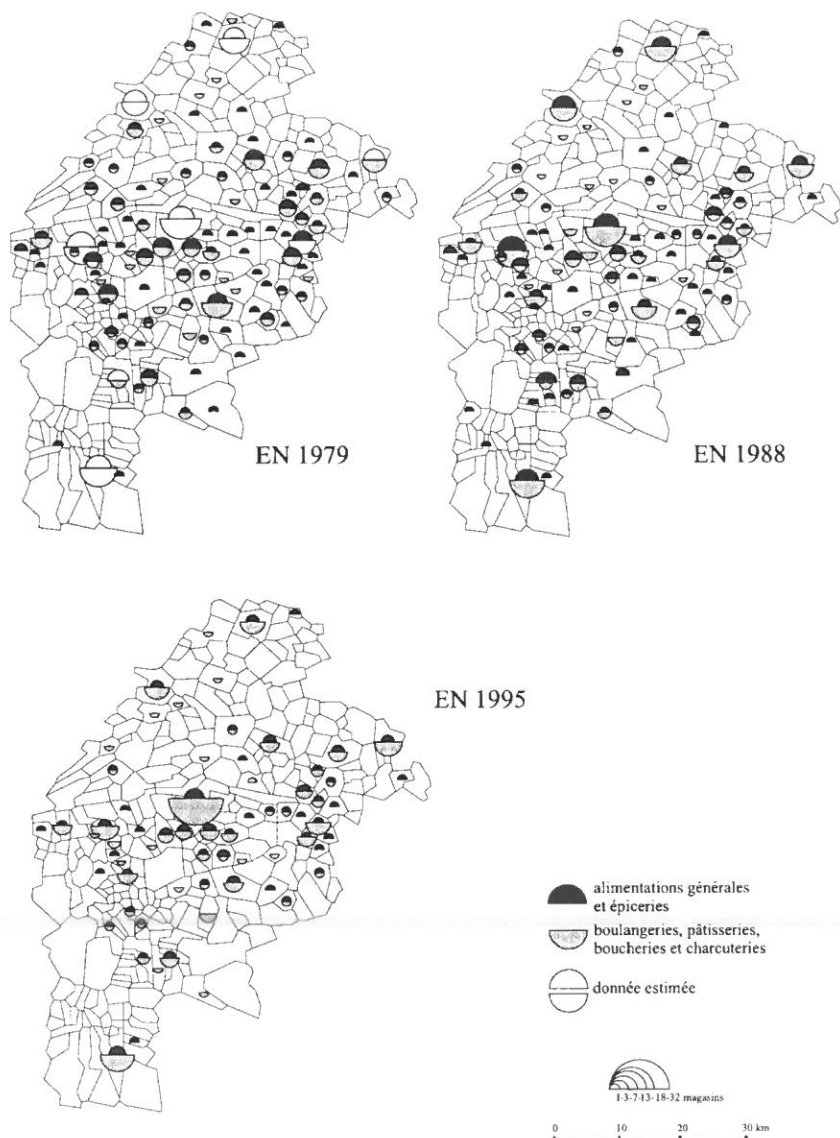 EN 1979
EN 1988
EN 1995
alimentations générales
et épiceries
boulangeries, pâtisseries,
boucheries et charcuteries
donnée estimée
1-3-7-13-18-32 magasins
0 10 20 30 km